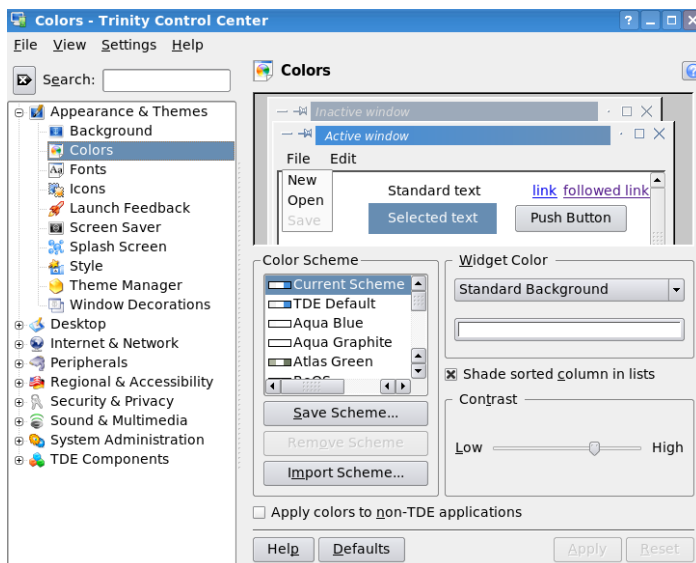 Colors - Trinity Control Center
File View Settings Help
Search:
Appearance & Themes
Background
Colors
Fonts
Icons
Launch Feedback
Screen Saver
Splash Screen
Style
Theme Manager
Window Decorations
Desktop
Internet & Network
Peripherals
Regional & Accessibility
Security & Privacy
Sound & Multimedia
System Administration
TDE Components
Colors
Inactive window
Active window
File Edit
New
Open
Save
Standard text
link followed link
Selected text
Push Button
Color Scheme
Current Scheme
TDE Default
Aqua Blue
Aqua Graphite
Atlas Green
Save Scheme...
Remove Scheme
Import Scheme...
Widget Color
Standard Background
Shade sorted column in lists
Contrast
Low High
Apply colors to non-TDE applications
Help Defaults Apply Reset